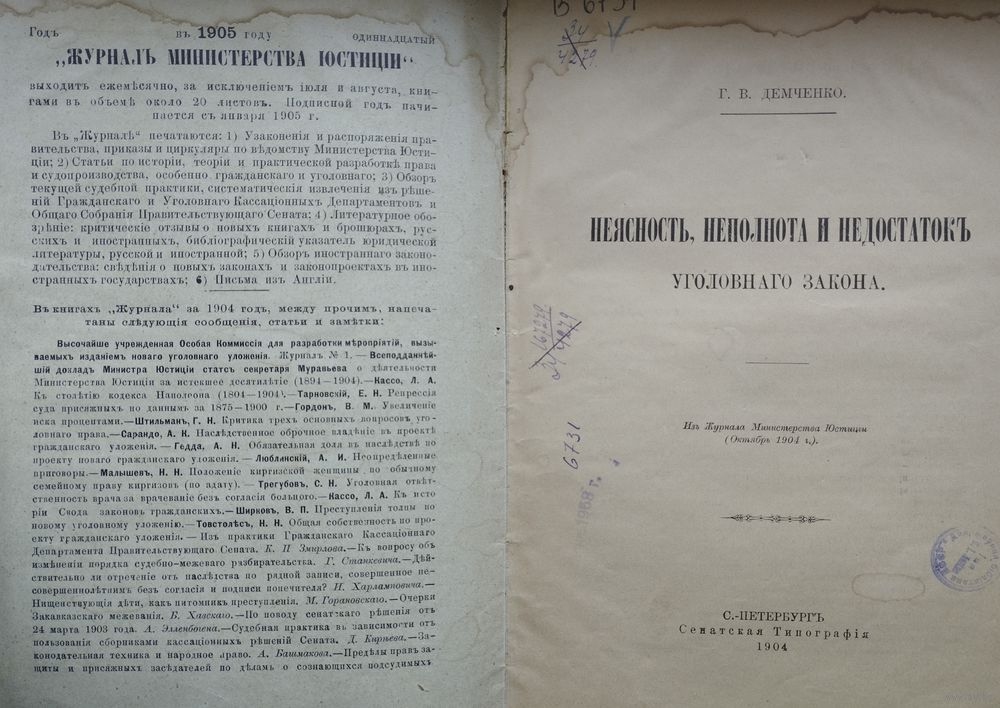 Годъ въ 1905 году ОДИННАДЦАТЫЙ
„ЖУРНАЛЪ МИНИСТЕРСТВА ЮСТИЦІИ“
выходитъ ежемѣсячно, за исключеніемъ іюля и августа, кни-
гами въ объемѣ около 20 листовъ. Подписной годъ начи-
нается съ января 1905 г.
Въ „Журналѣ“ печатаются: 1) Узаконенія и распоряженія пра-
вительства, приказы и циркуляры по вѣдомству Министерства Юсти-
ціи; 2) Статьи по исторіи, теоріи и практической разработкѣ права
и судопроизводства, особенно гражданскаго и уголовнаго; 3) Обзоръ
текущей судебной практики, систематическія извлеченія изъ рѣше-
ній Гражданскаго и Уголовнаго Кассаціонныхъ Департаментовъ и
Общаго Собранія Правительствующаго Сената; 4) Литературное обо-
зрѣніе: критическіе отзывы о новыхъ книгахъ и брошюрахъ, рус-
скихъ и иностранныхъ, библіографическій указатель юридической
литературы, русской и иностранной; 5) Обзоръ иностраннаго законо-
дательства: свѣдѣнія о новыхъ законахъ и законопроектахъ въ ино-
странныхъ государствахъ; 6) Письма изъ Англіи.
Въ книгахъ „Журнала“ за 1904 годъ, между прочимъ, напеча-
таны слѣдующія сообщенія, статьи и замѣтки:
Высочайше учрежденная Особая Коммиссія для разработки мѣропріятій, вызы-
ваемыхъ изданіемъ новаго уголовнаго уложенія. Журналъ № 1. — Всеподданнѣй-
шій докладъ Министра Юстиціи статсъ секретаря Муравьева о дѣятельности
Министерства Юстиціи за истекшее десятилѣтіе (1894—1904).—Кассо, Л. А.
Къ столѣтію кодекса Наполеона (1804—1904).—Тарновскій, Е. Н. Репрессія
суда присяжныхъ по даннымъ за 1875—1900 г.—Гордонъ, В. М. Увеличеніе
иска процентами.—Штильманъ, Г. Н. Критика трехъ основныхъ вопросовъ уго-
ловнаго права.—Сарандо, А. К. Наслѣдственное оброчное владѣніе въ проектѣ
гражданскаго уложенія.—Гедда, А. Н. Обязательная доля въ наслѣдствѣ по
проекту новаго гражданскаго уложенія. — Люблинскій, А. И. Неопредѣленные
приговоры.—Малышевъ, Н. Н. Положеніе киргизской женщины по обычному
семейному праву киргизовъ (по адату). — Трегубовъ, С. Н. Уголовная отвѣт-
ственность врача за врачеваніе безъ согласія больного.—Кассо, Л. А. Къ исто
ріи Свода законовъ гражданскихъ.—Ширковъ, В. П. Преступленія толпы по
новому уголовному уложенію.—Товстолѣсъ, Н. Н. Общая собственность по про-
екту гражданскаго уложенія. — Изъ практики Гражданскаго Кассаціоннаго
Департамента Правительствующаго Сената. К. П Змирлова.—Къ вопросу объ
измѣненіи порядка судебно-межеваго разбирательства. Г. Станкевича.—Дѣй-
ствительно ли отреченіе отъ наслѣдства по рядной записи, совершенное не-
совершеннолѣтнимъ безъ согласія и подписи попечителя? И. Харламповича.—
Нищенствующія дѣти, какъ питомникъ преступленія. М. Горановскаго.—Очерки
Закавказскаго межеванія. В. Хавскаго.—По поводу сенатскаго рѣшенія отъ
24 марта 1903 года. А. Элленбогена.—Судебная практика въ зависимости отъ
пользованія сборниками кассаціонныхъ рѣшеній Сената. Д. Кирѣева.—За-
конодательная техника и народное право. А. Башмакова.—Предѣлы правъ за-
щиты и присяжныхъ засѣдателей по дѣламъ о сознающихся подсудимыхъ
В 6731
34
4279
Г. В. ДЕМЧЕНКО.
НЕЯСНОСТЬ, НЕПОЛНОТА И НЕДОСТАТОКЪ
УГОЛОВНАГО ЗАКОНА.
6731
1968 г.
Изъ Журнала Министерства Юстиціи
(Октябрь 1904 г.).
С.-ПЕТЕРБУРГЪ
Сенатская Типографія
1904